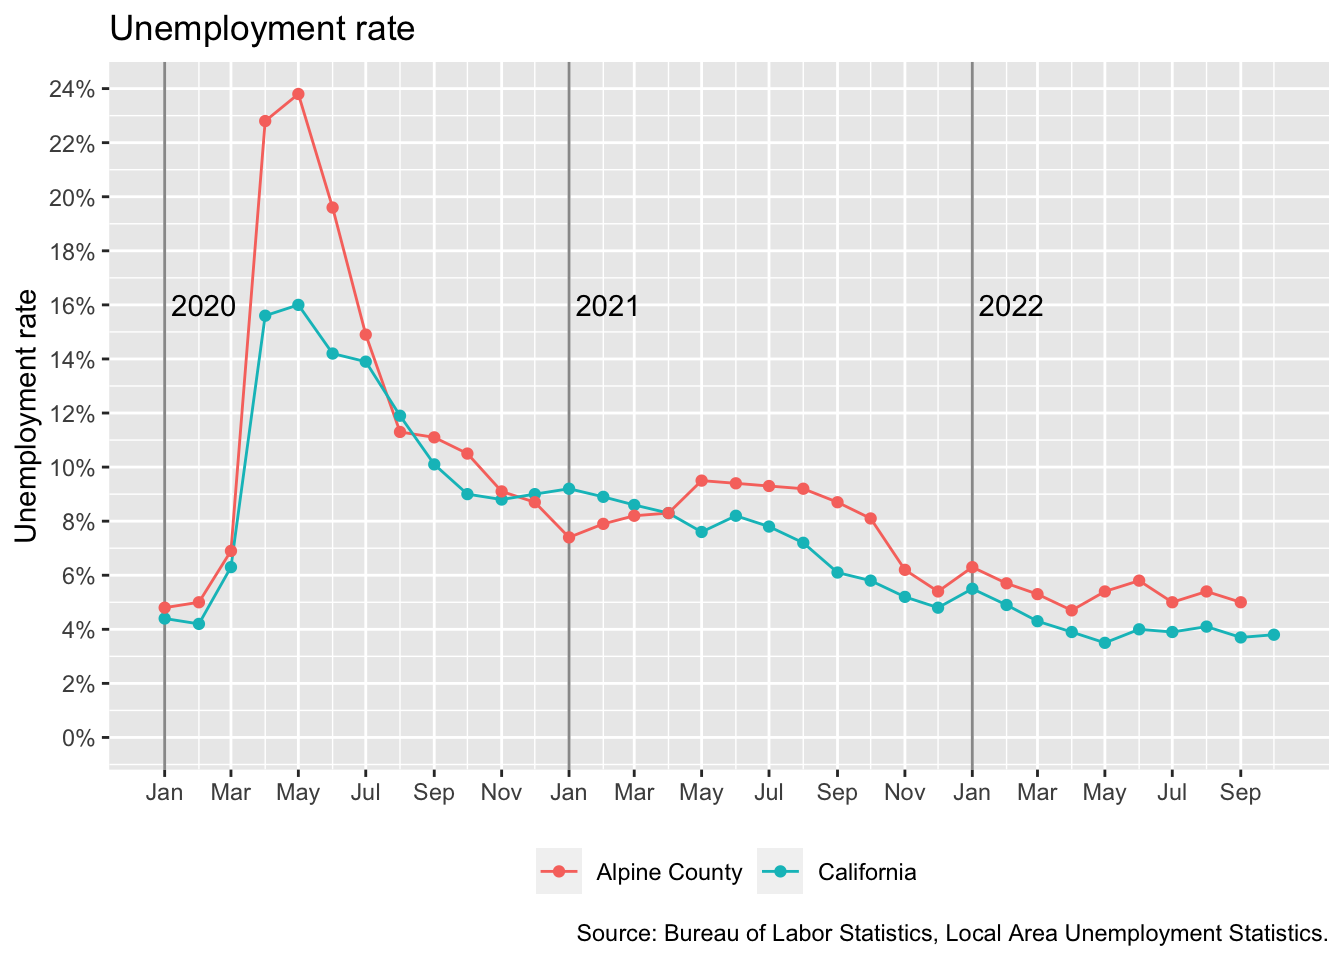 Unemployment rate
Unemployment rate
24%
22%
20%
18%
16%
14%
12%
10%
8%
6%
4%
2%
0%
2020 2021 2022
Jan Mar May Jul Sep Nov Jan Mar May Jul Sep Nov Jan Mar May Jul Sep
Alpine County California
Source: Bureau of Labor Statistics, Local Area Unemployment Statistics.